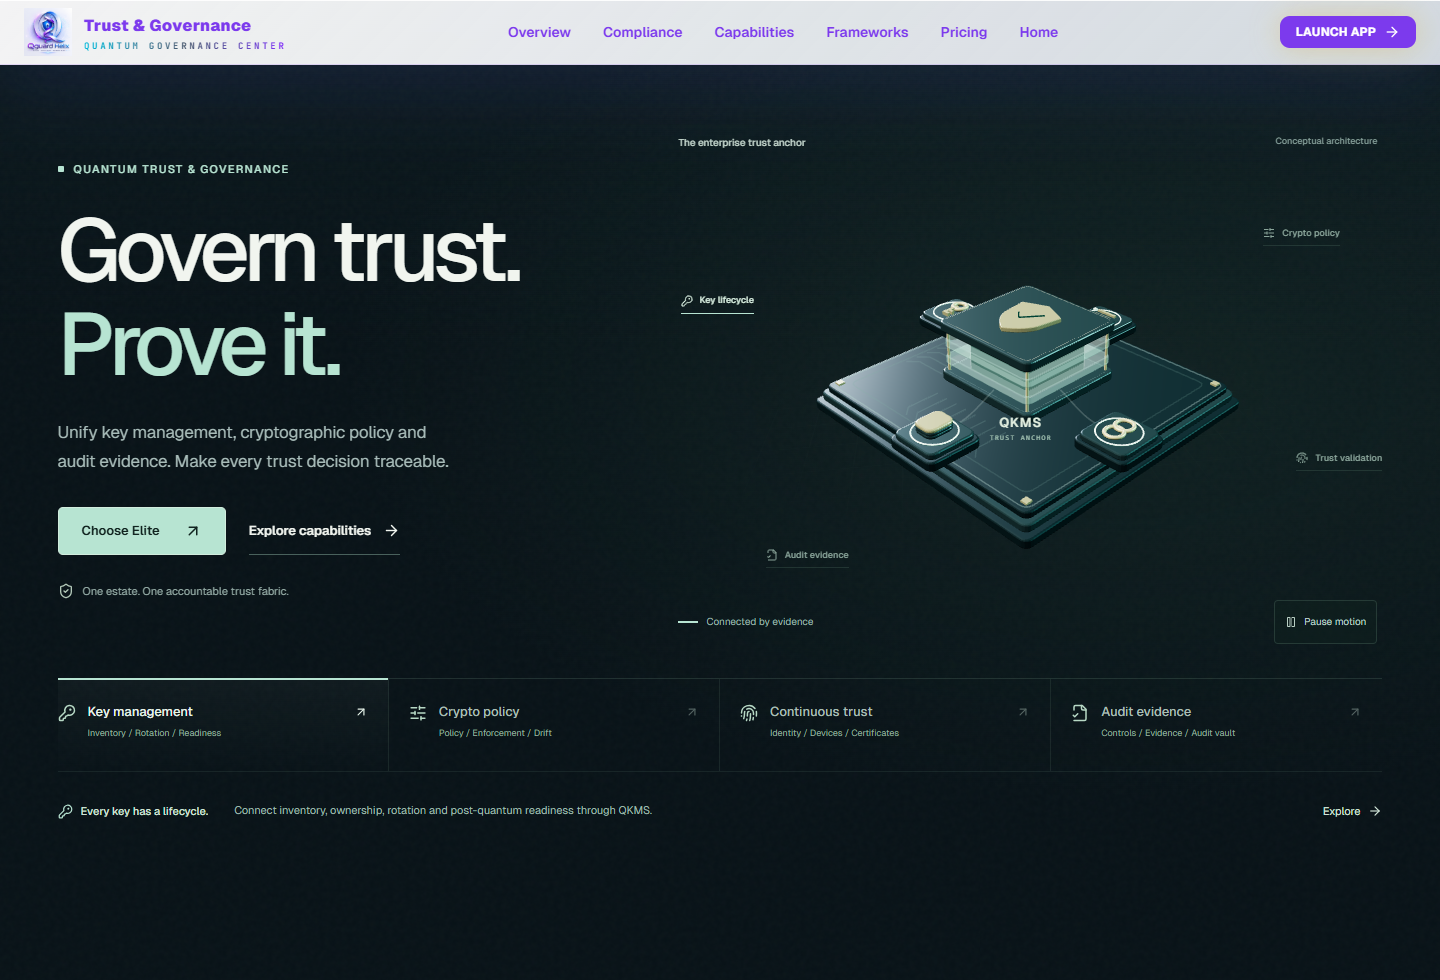 Qguard Helix
Trust & Governance
QUANTUM GOVERNANCE CENTER
Overview
Compliance
Capabilities
Frameworks
Pricing
Home
LAUNCH APP
QUANTUM TRUST & GOVERNANCE
Govern trust.
Prove it.
Unify key management, cryptographic policy and
audit evidence. Make every trust decision traceable.
Choose Elite
Explore capabilities
One estate. One accountable trust fabric.
The enterprise trust anchor
Conceptual architecture
Crypto policy
Key lifecycle
QKMS
TRUST ANCHOR
Trust validation
Audit evidence
Connected by evidence
Pause motion
Key management
Inventory / Rotation / Readiness
Crypto policy
Policy / Enforcement / Drift
Continuous trust
Identity / Devices / Certificates
Audit evidence
Controls / Evidence / Audit vault
Every key has a lifecycle.
Connect inventory, ownership, rotation and post-quantum readiness through QKMS.
Explore